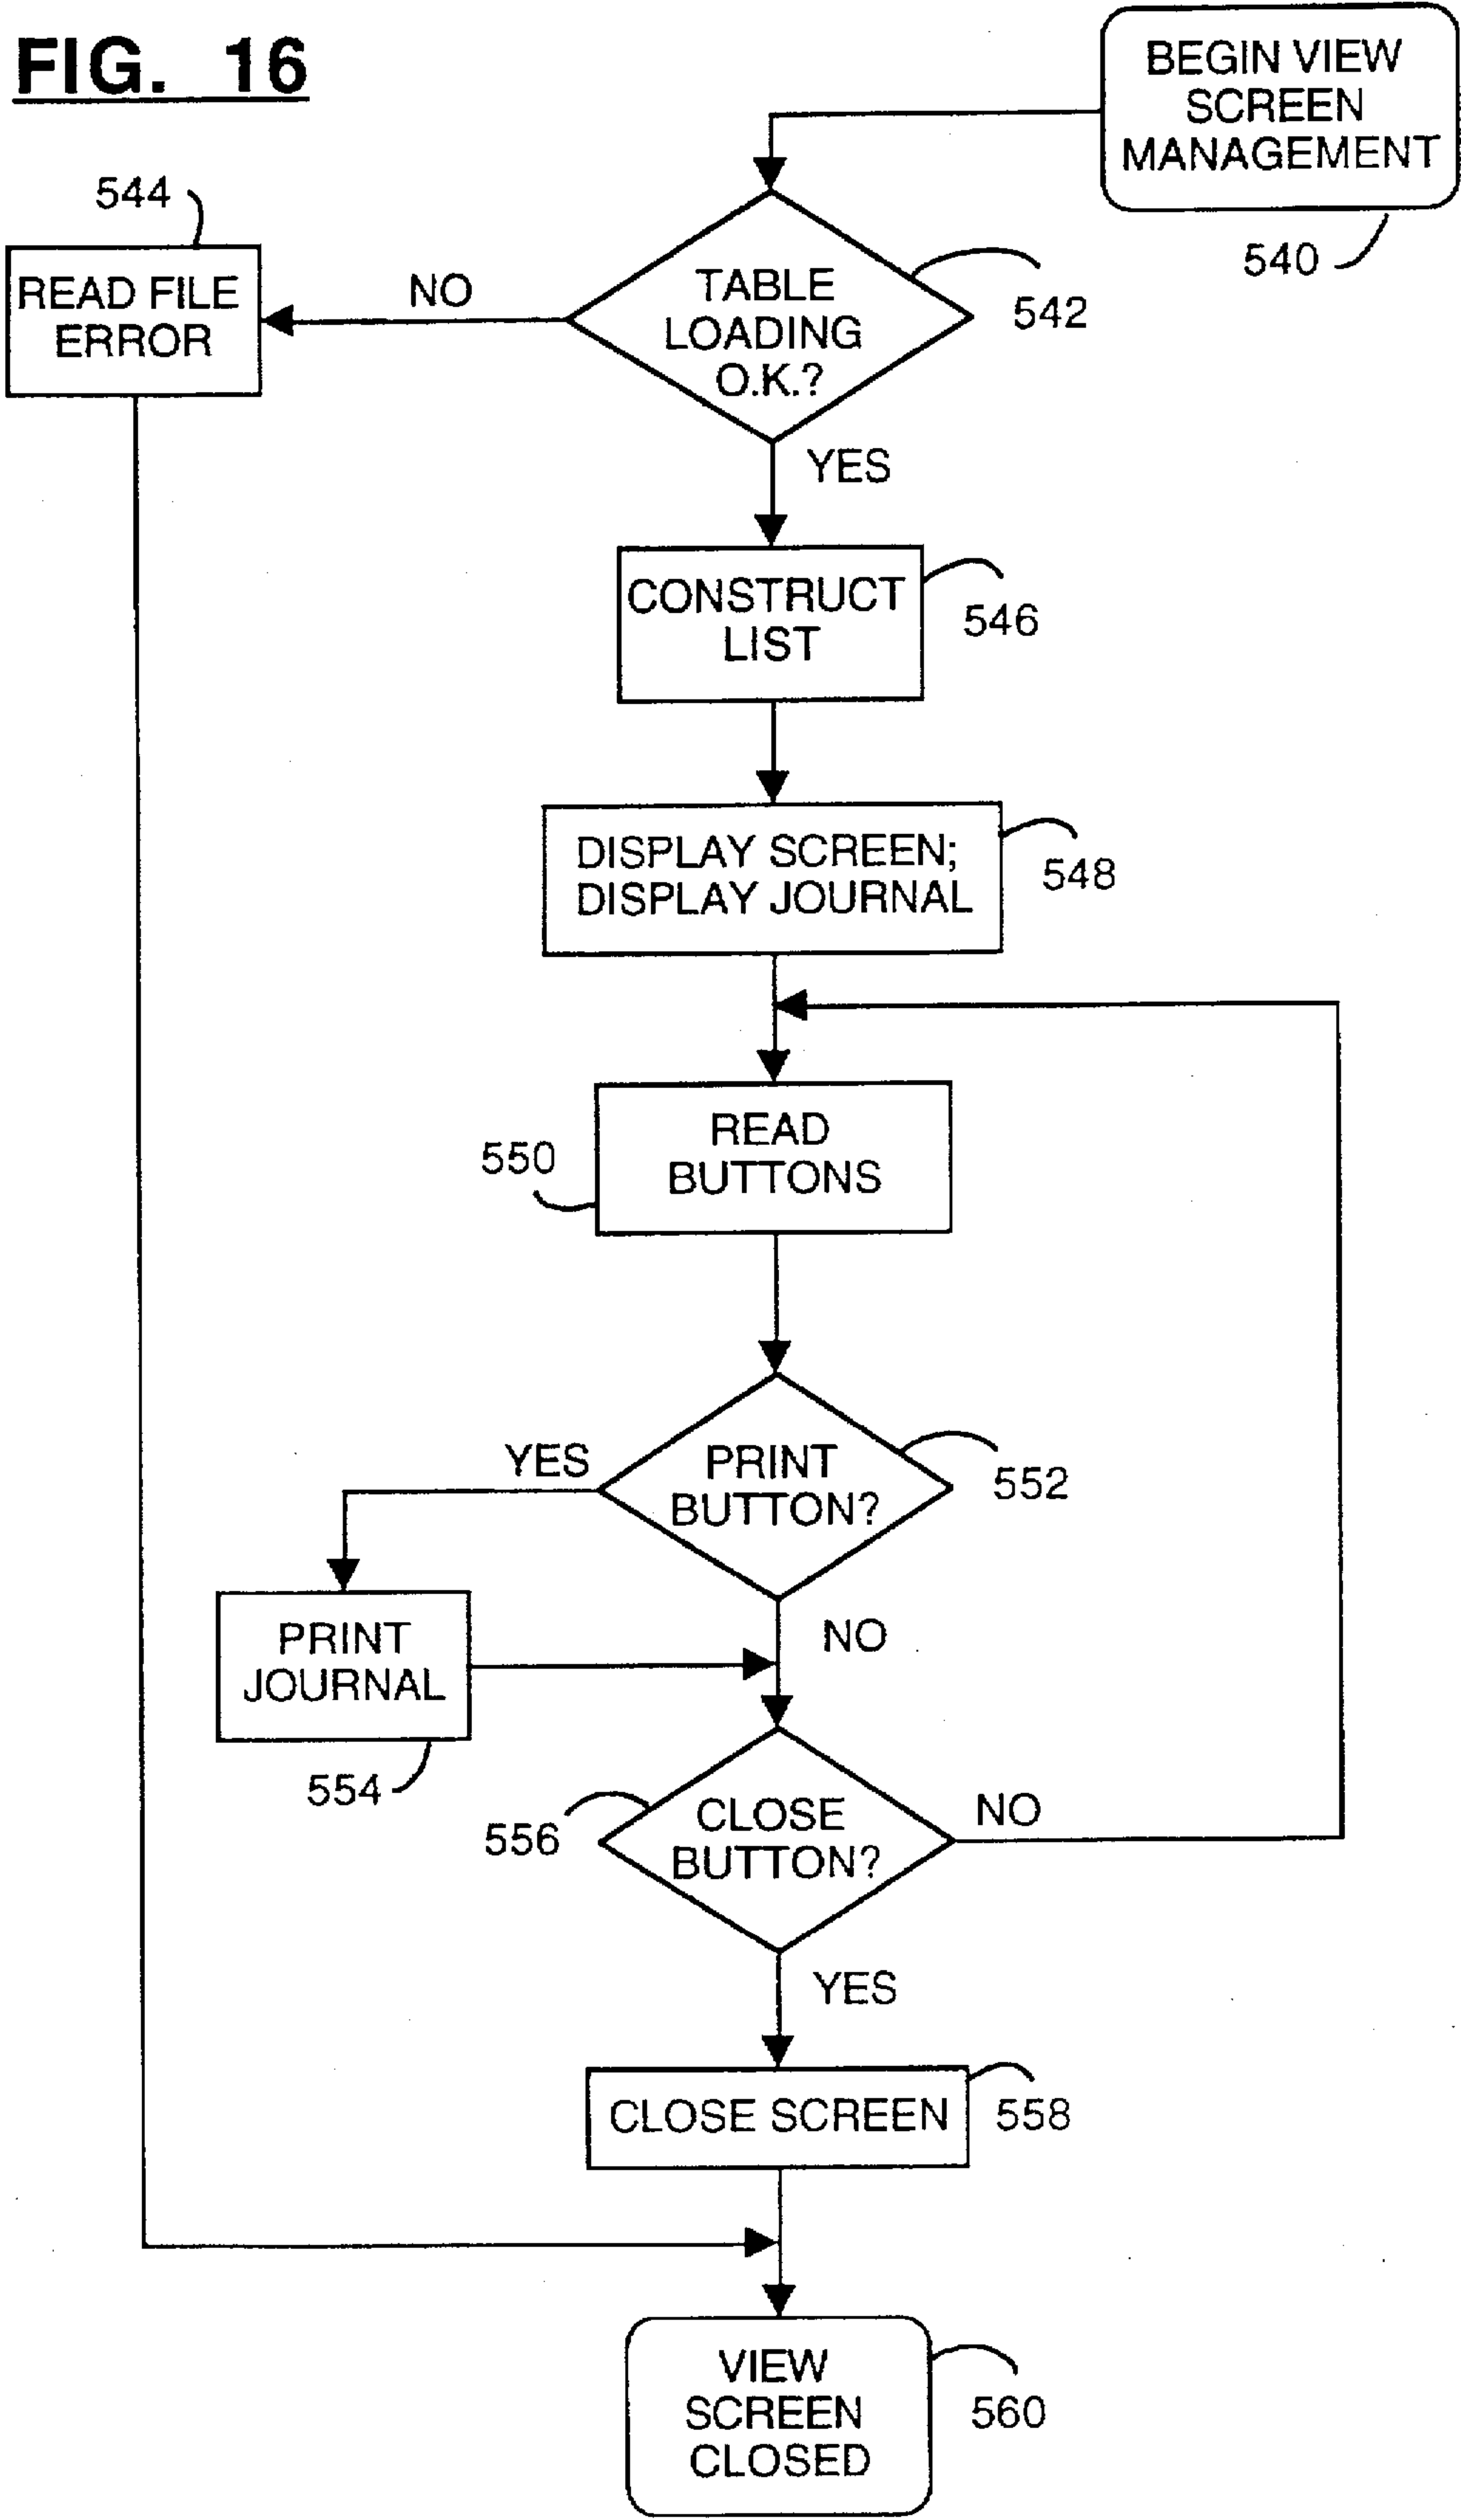 FIG. 16
BEGIN VIEW
SCREEN
MANAGEMENT
540
544
READ FILE
ERROR
NO
TABLE
LOADING
O.K.?
542
YES
CONSTRUCT
LIST
546
DISPLAY SCREEN;
DISPLAY JOURNAL
548
READ
BUTTONS
550
YES
PRINT
BUTTON?
552
PRINT
JOURNAL
554
NO
556
CLOSE
BUTTON?
NO
YES
CLOSE SCREEN
558
VIEW
SCREEN
CLOSED
560